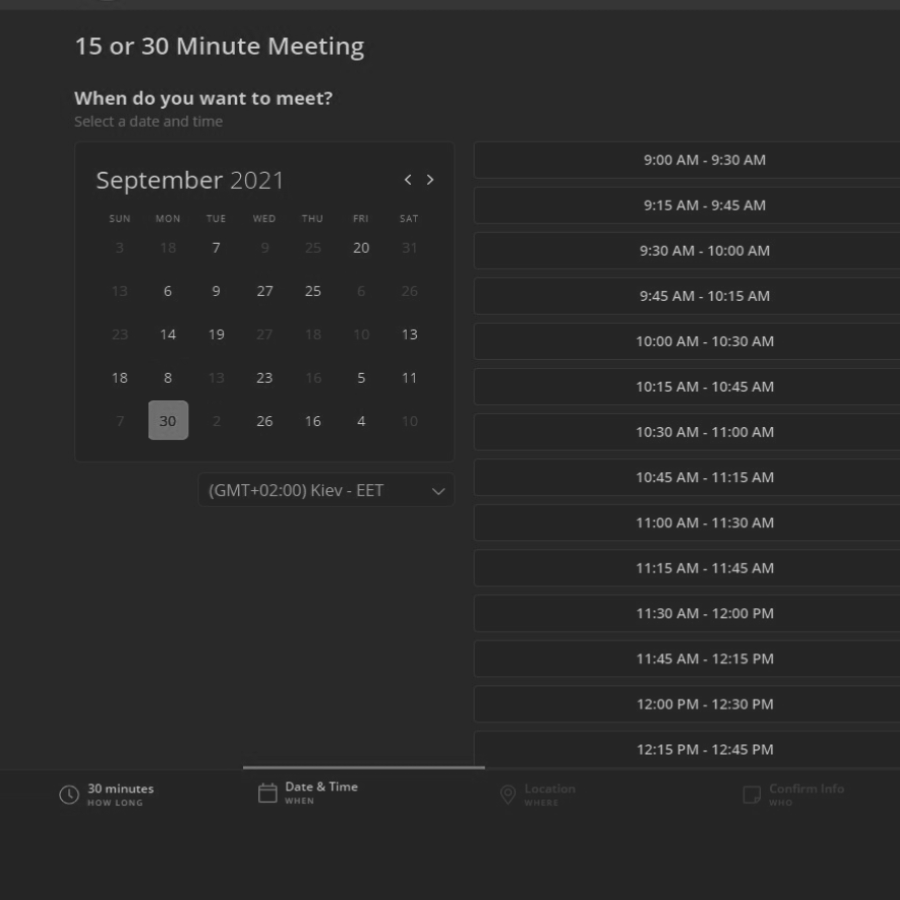 15 or 30 Minute Meeting
When do you want to meet?
Select a date and time
September 2021
SUN MON TUE WED THU FRI SAT
3 18 7 9 25 20 31
13 6 9 27 25 6 26
23 14 19 27 18 10 13
18 8 13 23 16 5 11
7 30 2 26 16 4 10
(GMT+02:00) Kiev - EET
9:00 AM - 9:30 AM
9:15 AM - 9:45 AM
9:30 AM - 10:00 AM
9:45 AM - 10:15 AM
10:00 AM - 10:30 AM
10:15 AM - 10:45 AM
10:30 AM - 11:00 AM
10:45 AM - 11:15 AM
11:00 AM - 11:30 AM
11:15 AM - 11:45 AM
11:30 AM - 12:00 PM
11:45 AM - 12:15 PM
12:00 PM - 12:30 PM
12:15 PM - 12:45 PM
30 minutes
HOW LONG
Date & Time
WHEN
Location
WHERE
Confirm Info
WHO